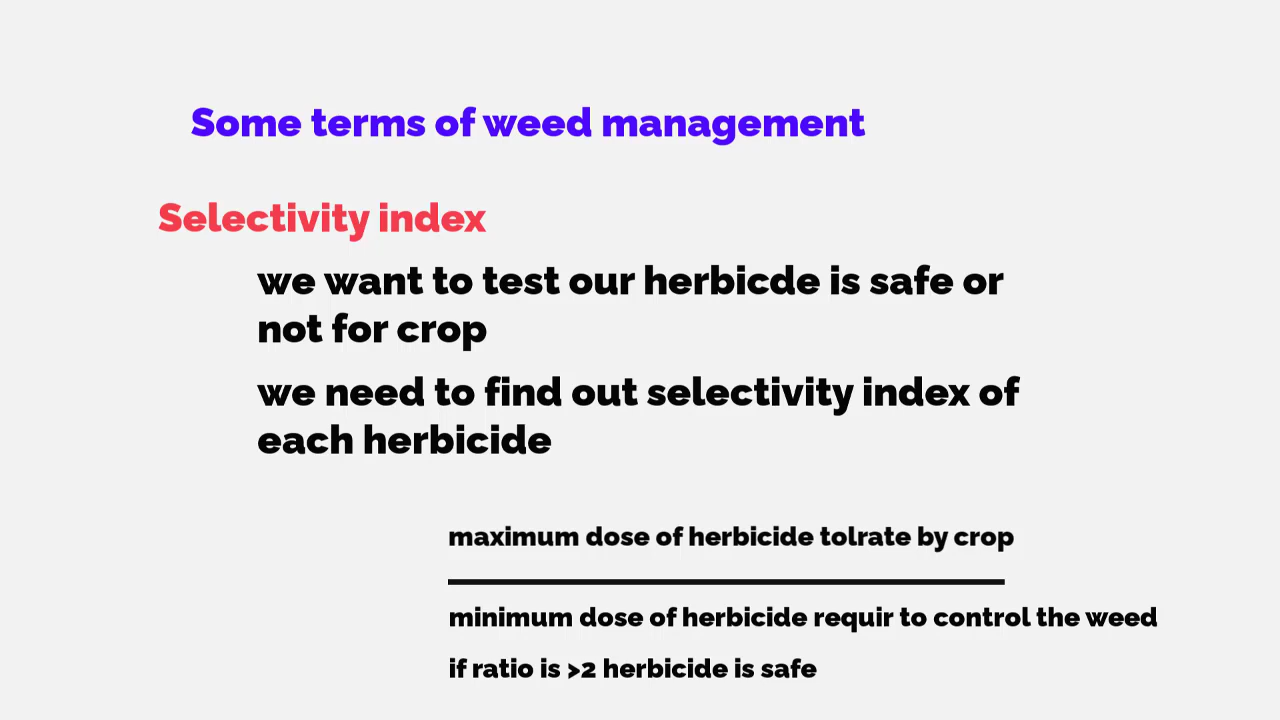 Some terms of weed management
Selectivity index
we want to test our herbicde is safe or
not for crop
we need to find out selectivity index of
each herbicide
maximum dose of herbicide tolrate by crop
minimum dose of herbicide requir to control the weed
if ratio is >2 herbicide is safe